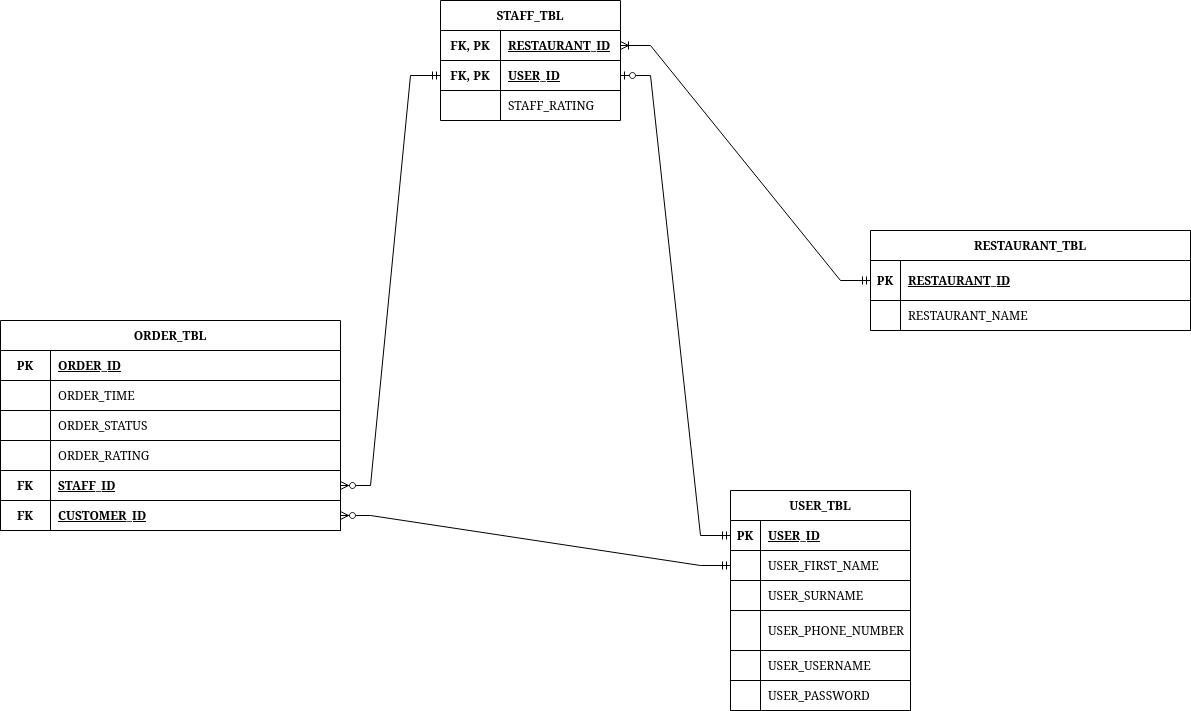 STAFF_TBL
FK, PK RESTAURANT_ID
FK, PK USER_ID
STAFF_RATING
RESTAURANT_TBL
PK RESTAURANT_ID
RESTAURANT_NAME
ORDER_TBL
PK ORDER_ID
ORDER_TIME
ORDER_STATUS
ORDER_RATING
FK STAFF_ID
FK CUSTOMER_ID
USER_TBL
PK USER_ID
USER_FIRST_NAME
USER_SURNAME
USER_PHONE_NUMBER
USER_USERNAME
USER_PASSWORD